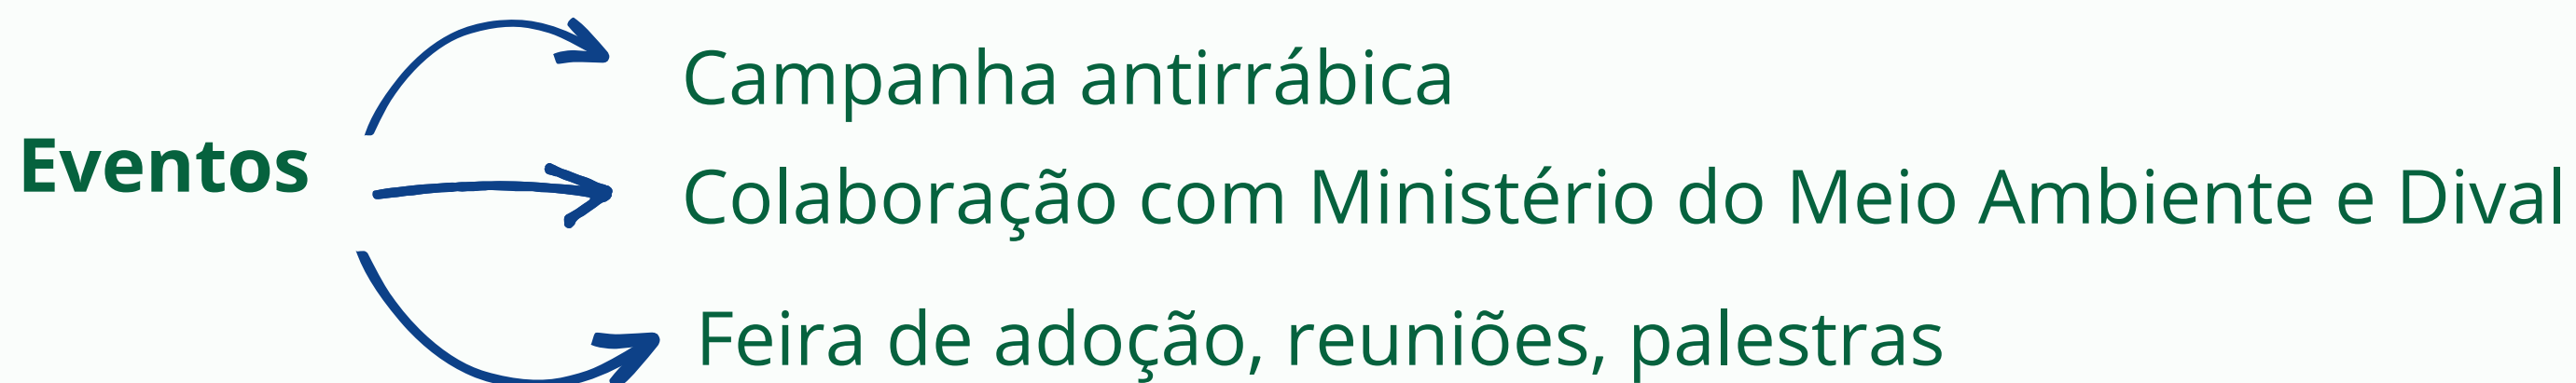 Campanha antirrábica
Eventos
Colaboração com Ministério do Meio Ambiente e Dival
Feira de adoção, reuniões, palestras